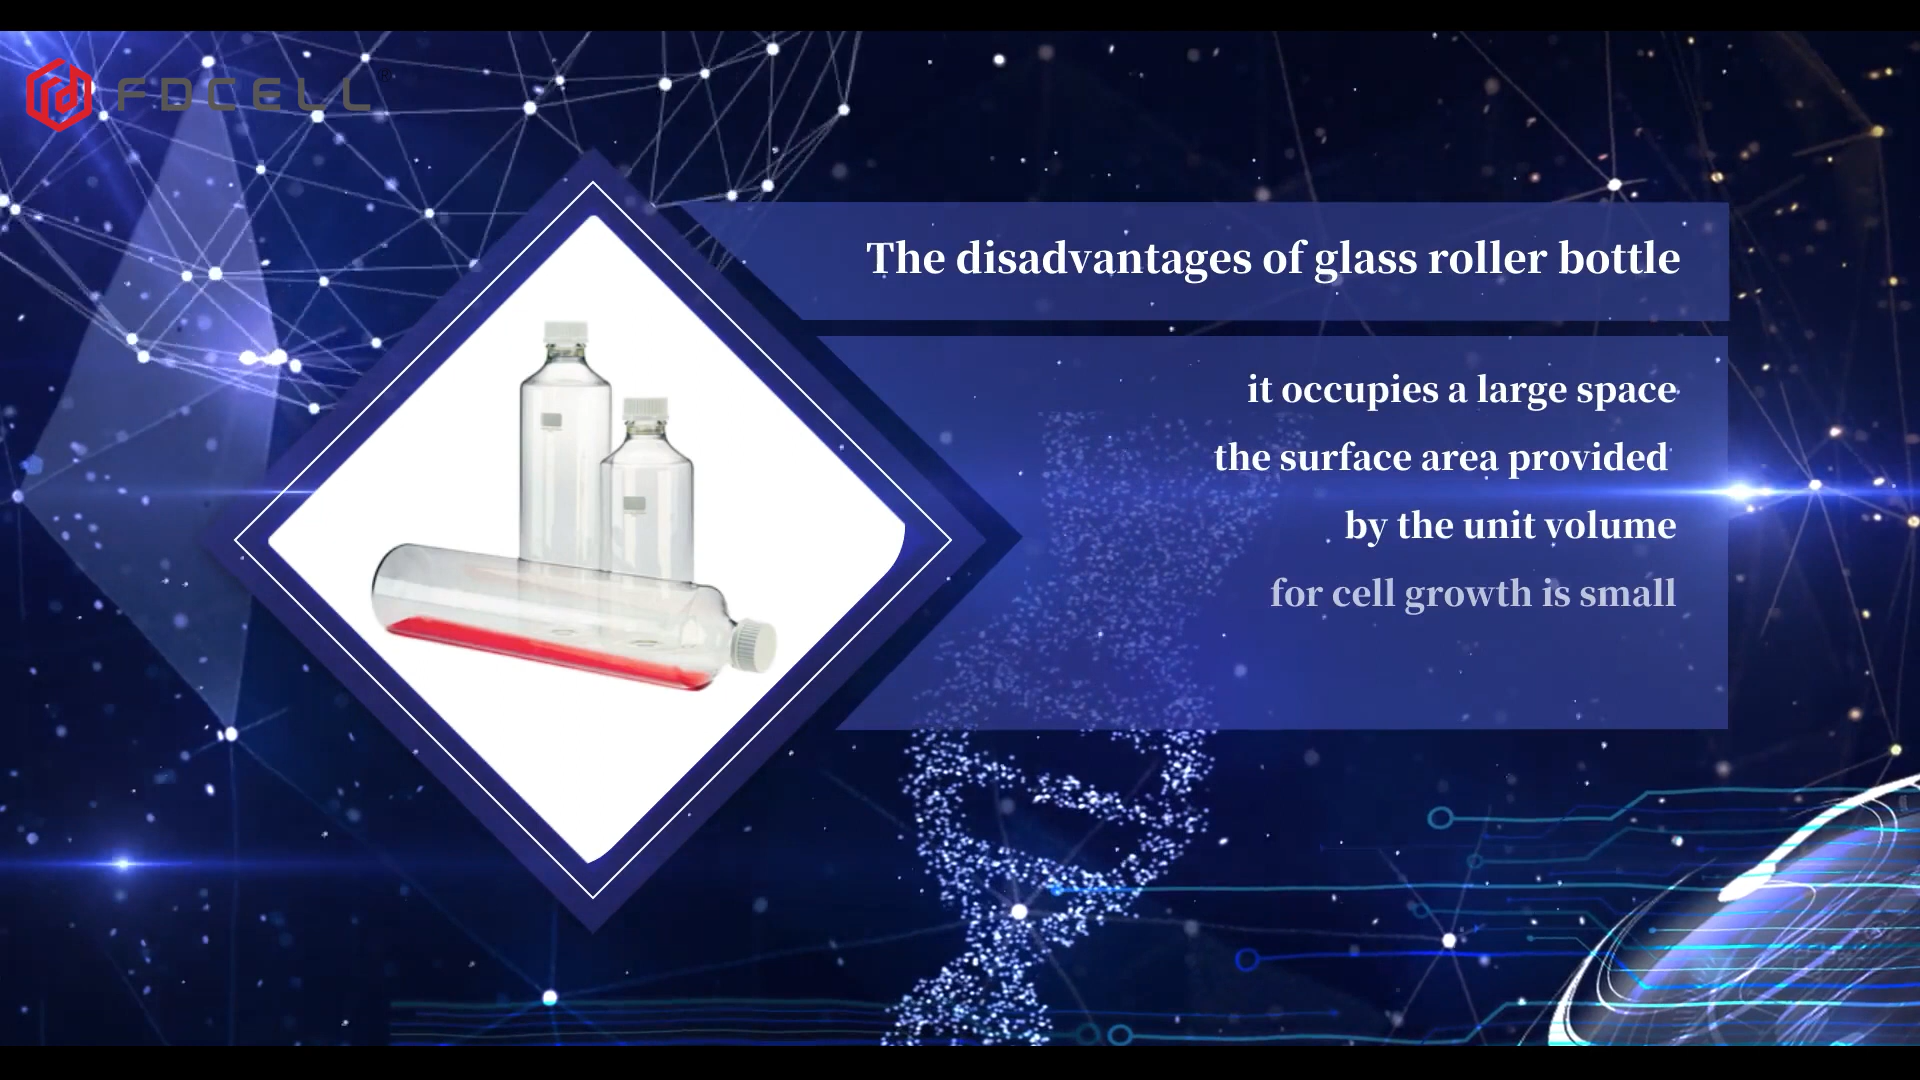 FDCELL
The disadvantages of glass roller bottle
it occupies a large space
the surface area provided
by the unit volume
for cell growth is small